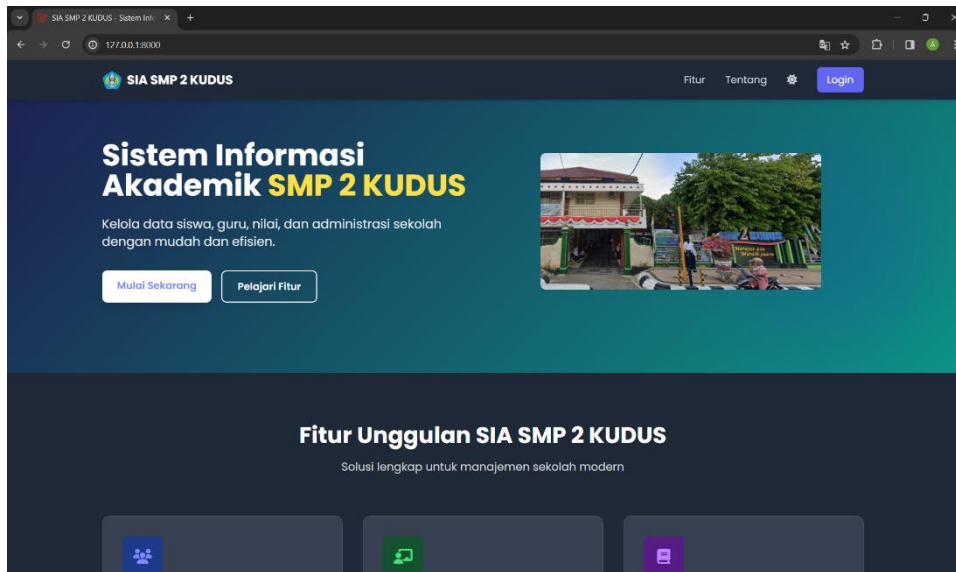 SIA SMP 2 KUDUS - Sistem Info
127.0.0.1:8000
SIA SMP 2 KUDUS
Fitur
Tentang
Login
Sistem Informasi
Akademik SMP 2 KUDUS
Kelola data siswa, guru, nilai, dan administrasi sekolah
dengan mudah dan efisien.
Mulai Sekarang
Pelajari Fitur
SMP 2 KUDUS
Fitur Unggulan SIA SMP 2 KUDUS
Solusi lengkap untuk manajemen sekolah modern